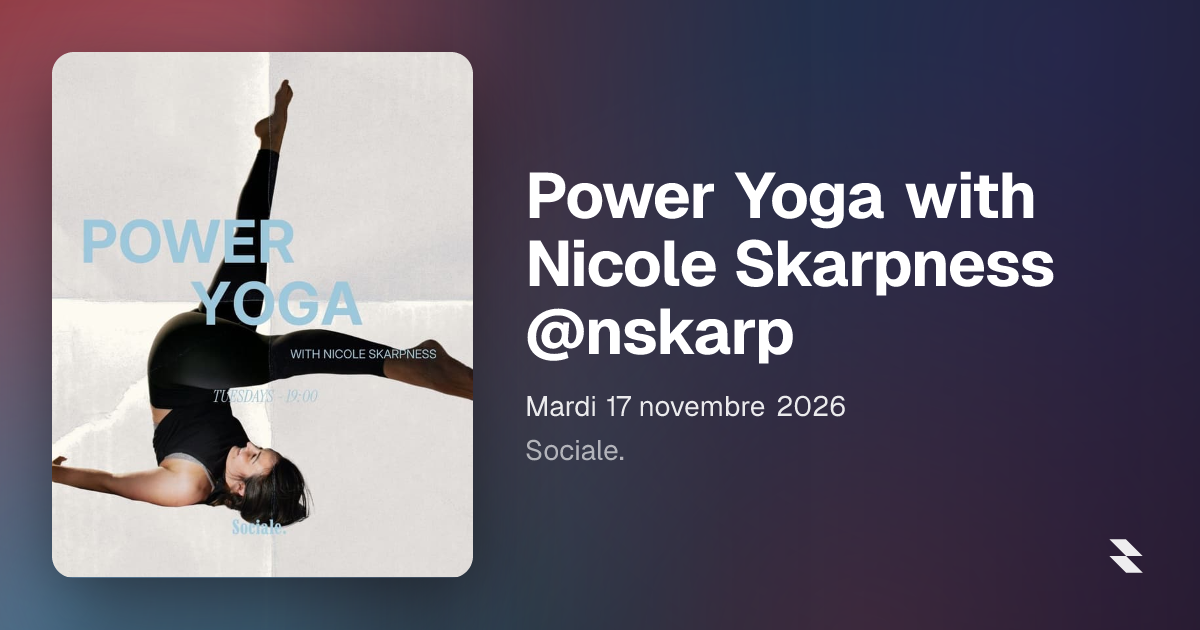 POWER
YOGA
WITH NICOLE SKARPNESS
TUESDAYS - 19:00
Sociale.
Power Yoga with
Nicole Skarpness
@nskarp
Mardi 17 novembre 2026
Sociale.